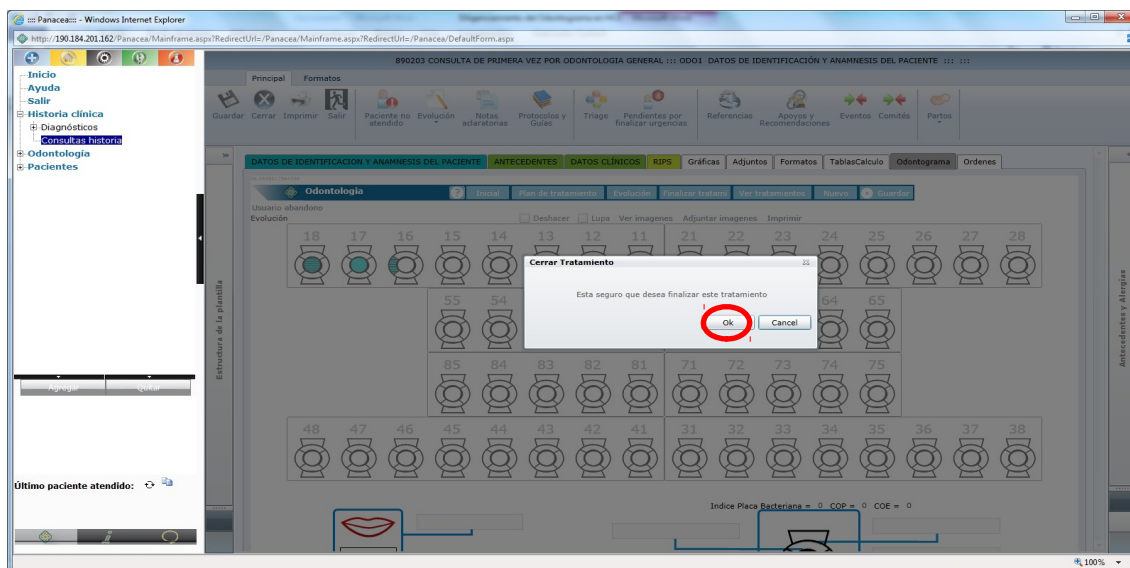 :::: Panacea:::: - Windows Internet Explorer
http://190.184.201.162/Panacea/Mainframe.aspx?RedirectUrl=/Panacea/Mainframe.aspx?RedirectUrl=/Panacea/DefaultForm.aspx
Inicio
Ayuda
Salir
Historia clínica
Diagnósticos
Consultas historia
Odontología
Pacientes
Agregar Quitar
Último paciente atendido:
890203 CONSULTA DE PRIMERA VEZ POR ODONTOLOGIA GENERAL ::: ODO1 DATOS DE IDENTIFICACIÓN Y ANAMNESIS DEL PACIENTE ::: :::
Principal Formatos
Guardar Cerrar Imprimir Salir Paciente no atendido Evolución Notas aclaratorias Protocolos y Guías Triage Pendientes por finalizar urgencias Referencias Apoyos y Recomendaciones Eventos Comités Partos
Estructura de la plantilla
DATOS DE IDENTIFICACIÓN Y ANAMNESIS DEL PACIENTE ANTECEDENTES DATOS CLÍNICOS RIPS Gráficas Adjuntos Formatos TablasCalculo Odontograma Ordenes
Odontología ? Inicial Plan de tratamiento Evolución Finalizar tratami Ver tratamientos Nuevo Guardar
Usuario abandono
Evolución Deshacer Lupa Ver imagenes Adjuntar imagenes Imprimir
18 17 16 15 14 13 12 11 21 22 23 24 25 26 27 28
Cerrar Tratamiento
Esta seguro que desea finalizar este tratamiento
Ok Cancel
55 54 64 65
85 84 83 82 81 71 72 73 74 75
48 47 46 45 44 43 42 41 31 32 33 34 35 36 37 38
Indice Placa Bacteriana = 0 COP = 0 COE = 0
Antecedentes y Alergias
100%